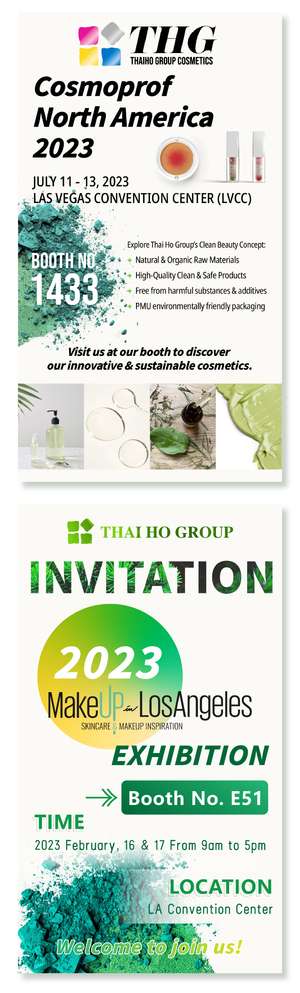 THG
THAIHO GROUP COSMETICS
Cosmoprof
North America
2023
JULY 11 - 13, 2023
LAS VEGAS CONVENTION CENTER (LVCC)
BOOTH NO.
1433
Explore Thai Ho Group's Clean Beauty Concept:
+ Natural & Organic Raw Materials
+ High-Quality Clean & Safe Products
+ Free from harmful substances & additives
+ PMU environmentally friendly packaging
Visit us at our booth to discover
our innovative & sustainable cosmetics.
THAI HO GROUP
INVITATION
2023
MakeUP in LosAngeles
SKINCARE & MAKEUP INSPIRATION
EXHIBITION
Booth No. E51
TIME
2023 February, 16 & 17 From 9am to 5pm
LOCATION
LA Convention Center
Welcome to join us!